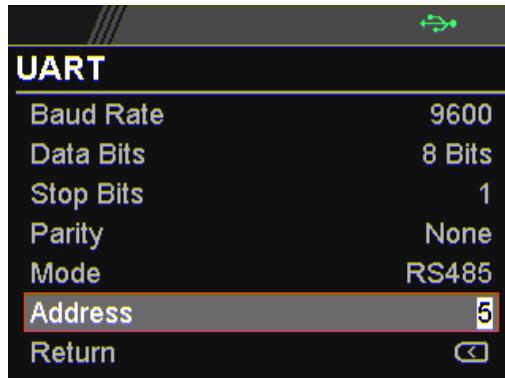 UART
Baud Rate 9600
Data Bits 8 Bits
Stop Bits 1
Parity None
Mode RS485
Address 5
Return